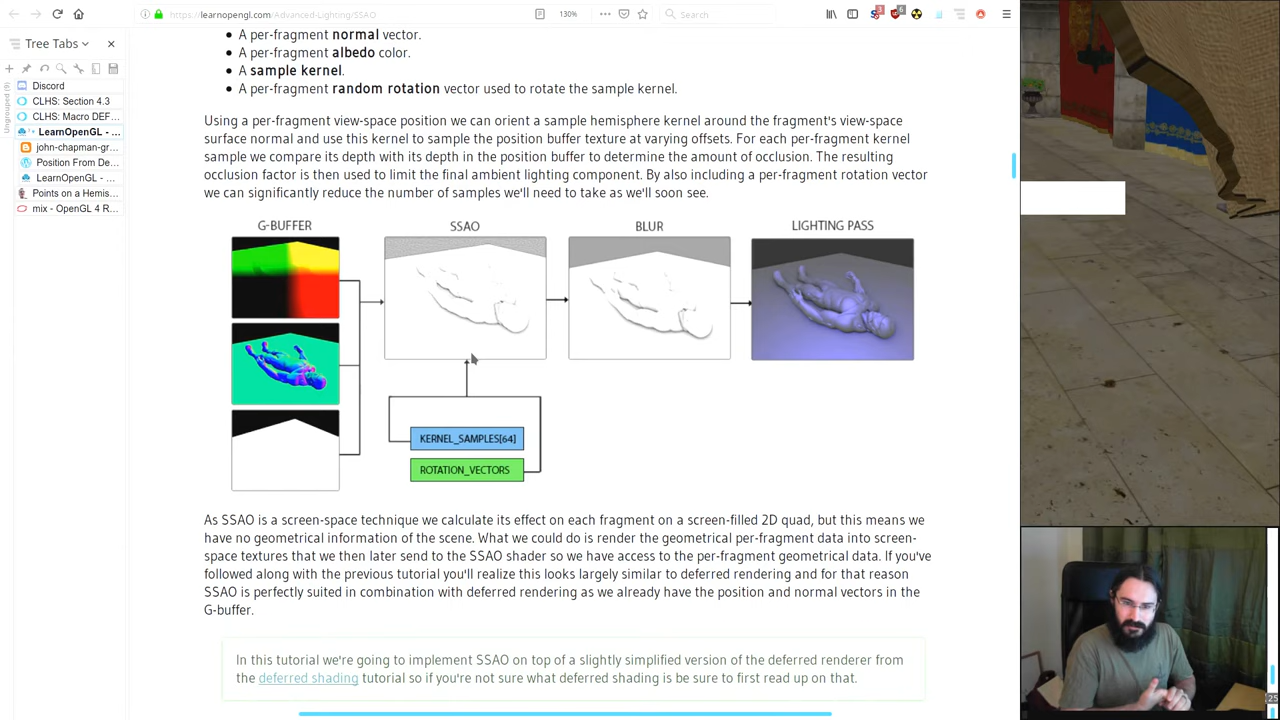 https://learnopengl.com/Advanced-Lighting/SSAO
130%
Search
3
6
Tree Tabs
Ungrouped (9)
Discord
CLHS: Section 4.3
CLHS: Macro DEF...
LearnOpenGL - ...
john-chapman-gr...
Position From De...
LearnOpenGL - ...
Points on a Hemis...
mix - OpenGL 4 R...
A per-fragment normal vector.
A per-fragment albedo color.
A sample kernel.
A per-fragment random rotation vector used to rotate the sample kernel.
Using a per-fragment view-space position we can orient a sample hemisphere kernel around the fragment's view-space
surface normal and use this kernel to sample the position buffer texture at varying offsets. For each per-fragment kernel
sample we compare its depth with its depth in the position buffer to determine the amount of occlusion. The resulting
occlusion factor is then used to limit the final ambient lighting component. By also including a per-fragment rotation vector
we can significantly reduce the number of samples we'll need to take as we'll soon see.
G-BUFFER
SSAO
BLUR
LIGHTING PASS
KERNEL_SAMPLES[64]
ROTATION_VECTORS
As SSAO is a screen-space technique we calculate its effect on each fragment on a screen-filled 2D quad, but this means we
have no geometrical information of the scene. What we could do is render the geometrical per-fragment data into screen-
space textures that we then later send to the SSAO shader so we have access to the per-fragment geometrical data. If you've
followed along with the previous tutorial you'll realize this looks largely similar to deferred rendering and for that reason
SSAO is perfectly suited in combination with deferred rendering as we already have the position and normal vectors in the
G-buffer.
In this tutorial we're going to implement SSAO on top of a slightly simplified version of the deferred renderer from
the deferred shading tutorial so if you're not sure what deferred shading is be sure to first read up on that.
25